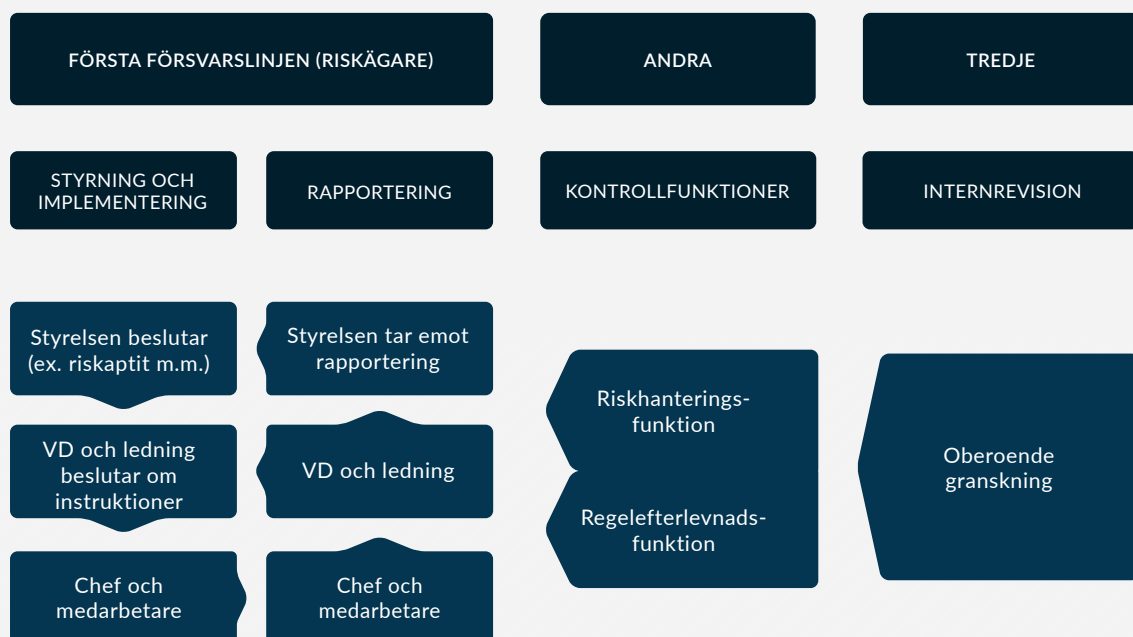 FÖRSTA FÖRSVARSLINJEN (RISKÄGARE)
ANDRA
TREDJE
STYRNING OCH
IMPLEMENTERING
RAPPORTERING
KONTROLLFUNKTIONER
INTERNREVISION
Styrelsen beslutar
(ex. riskaptit m.m.)
Styrelsen tar emot
rapportering
VD och ledning
beslutar om
instruktioner
VD och ledning
Chef och
medarbetare
Chef och
medarbetare
Riskhanterings-
funktion
Regelefterlevnads-
funktion
Oberoende
granskning